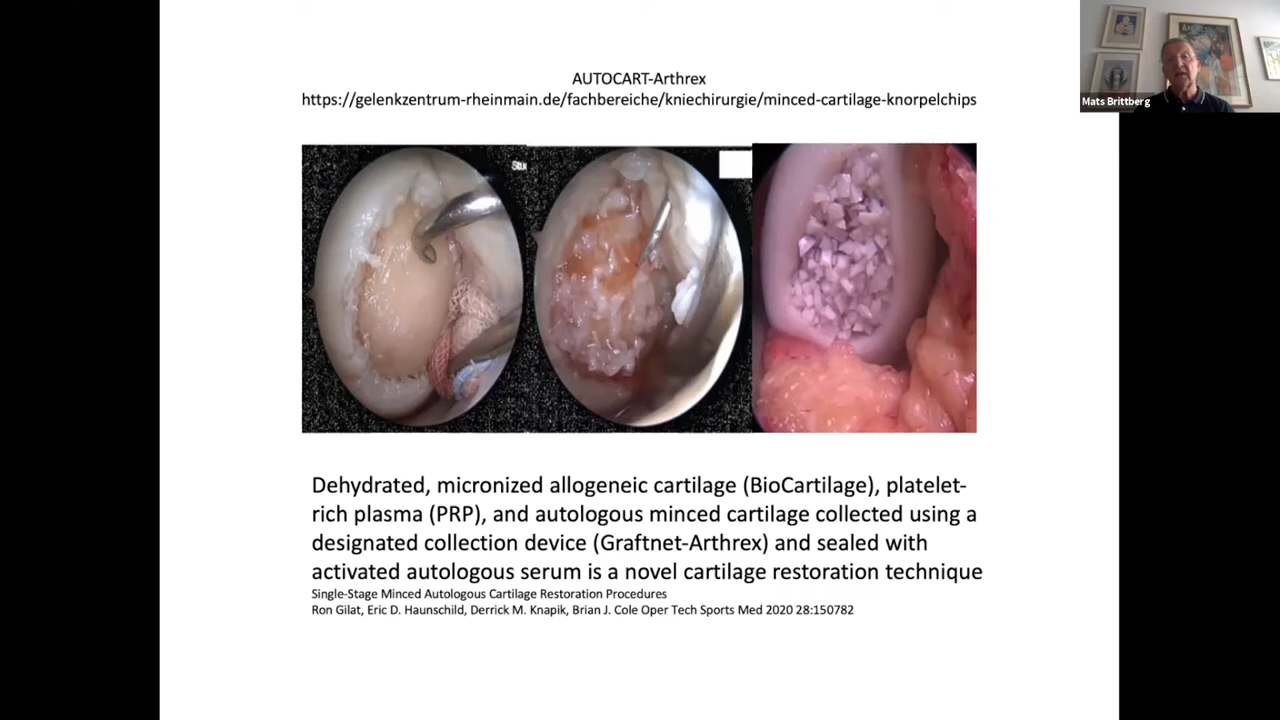 AUTOCART-Arthrex
https://gelenkzentrum-rheinmain.de/fachbereiche/kniechirurgie/minced-cartilage-knorpelchips
Mats Brittberg
Dehydrated, micronized allogeneic cartilage (BioCartilage), platelet-
rich plasma (PRP), and autologous minced cartilage collected using a
designated collection device (Graftnet-Arthrex) and sealed with
activated autologous serum is a novel cartilage restoration technique
Single-Stage Minced Autologous Cartilage Restoration Procedures
Ron Gilat, Eric D. Haunschild, Derrick M. Knapik, Brian J. Cole Oper Tech Sports Med 2020 28:150782